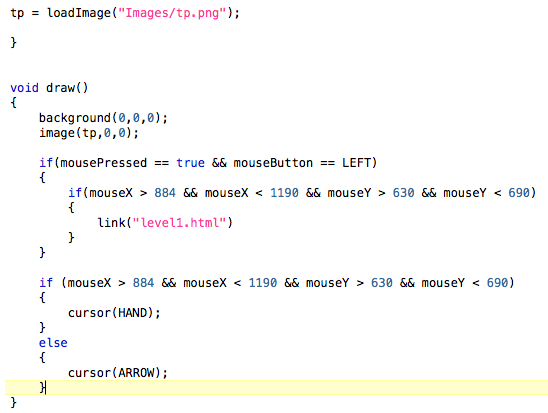 tp = loadImage("Images/tp.png");
}
void draw()
{
background(0,0,0);
image(tp,0,0);
if(mousePressed == true && mouseButton == LEFT)
{
if(mouseX > 884 && mouseX < 1190 && mouseY > 630 && mouseY < 690)
{
link("level1.html")
}
}
if (mouseX > 884 && mouseX < 1190 && mouseY > 630 && mouseY < 690)
{
cursor(HAND);
}
else
{
cursor(ARROW);
}
}